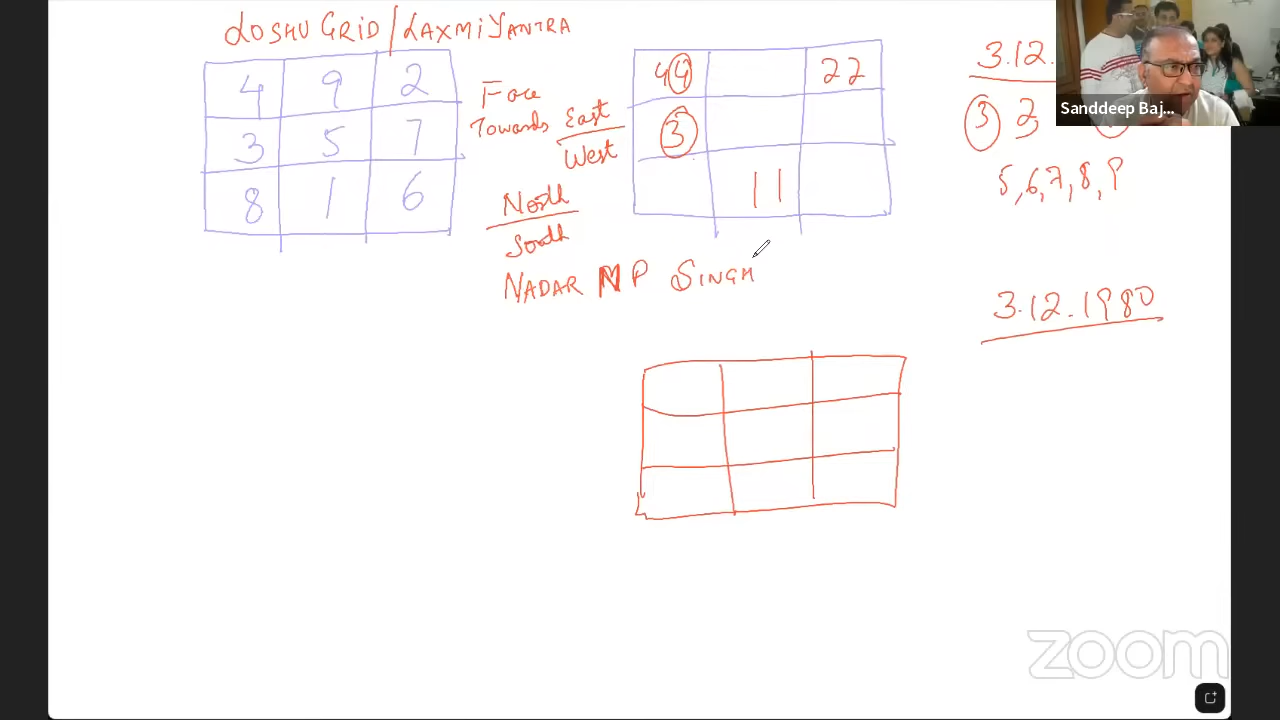 LOSHU GRID / LAXMI YANTRA
4 9 2
3 5 7
8 1 6
Face
Towards East
West
North
South
44 22
3
11
NADAR M P SINGH
3.12.
3 2
5, 6, 7, 8, 9
3.12.1980
Sanddeep Baj...
zoom